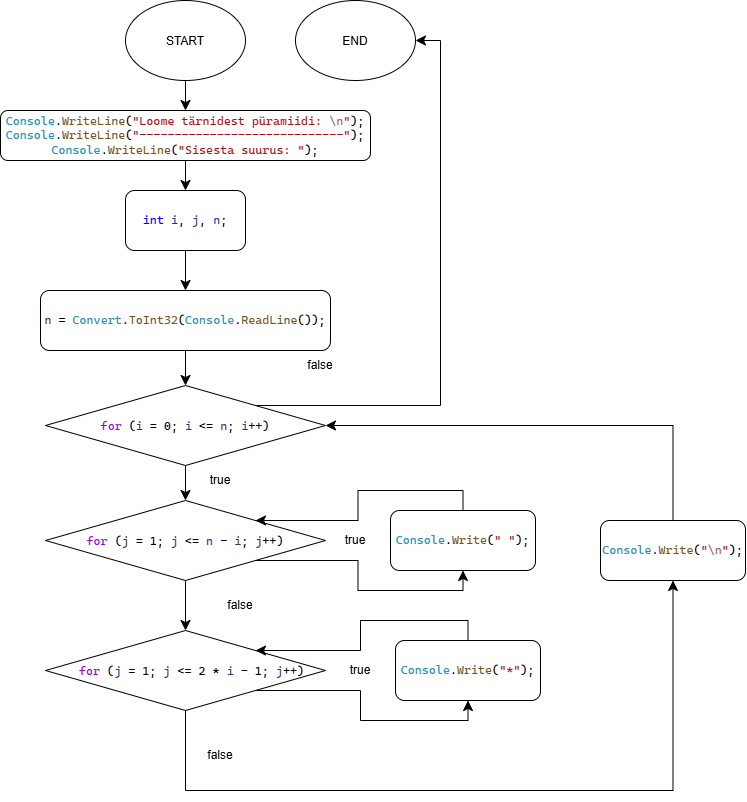 START
END
Console.WriteLine("Loome tärnidest püramiidi: \n");
Console.WriteLine("-----------------------------");
Console.WriteLine("Sisesta suurus: ");
int i, j, n;
n = Convert.ToInt32(Console.ReadLine());
false
for (i = 0; i <= n; i++)
true
for (j = 1; j <= n - i; j++)
true
Console.Write(" ");
Console.Write("\n");
false
for (j = 1; j <= 2 * i - 1; j++)
true
Console.Write("*");
false